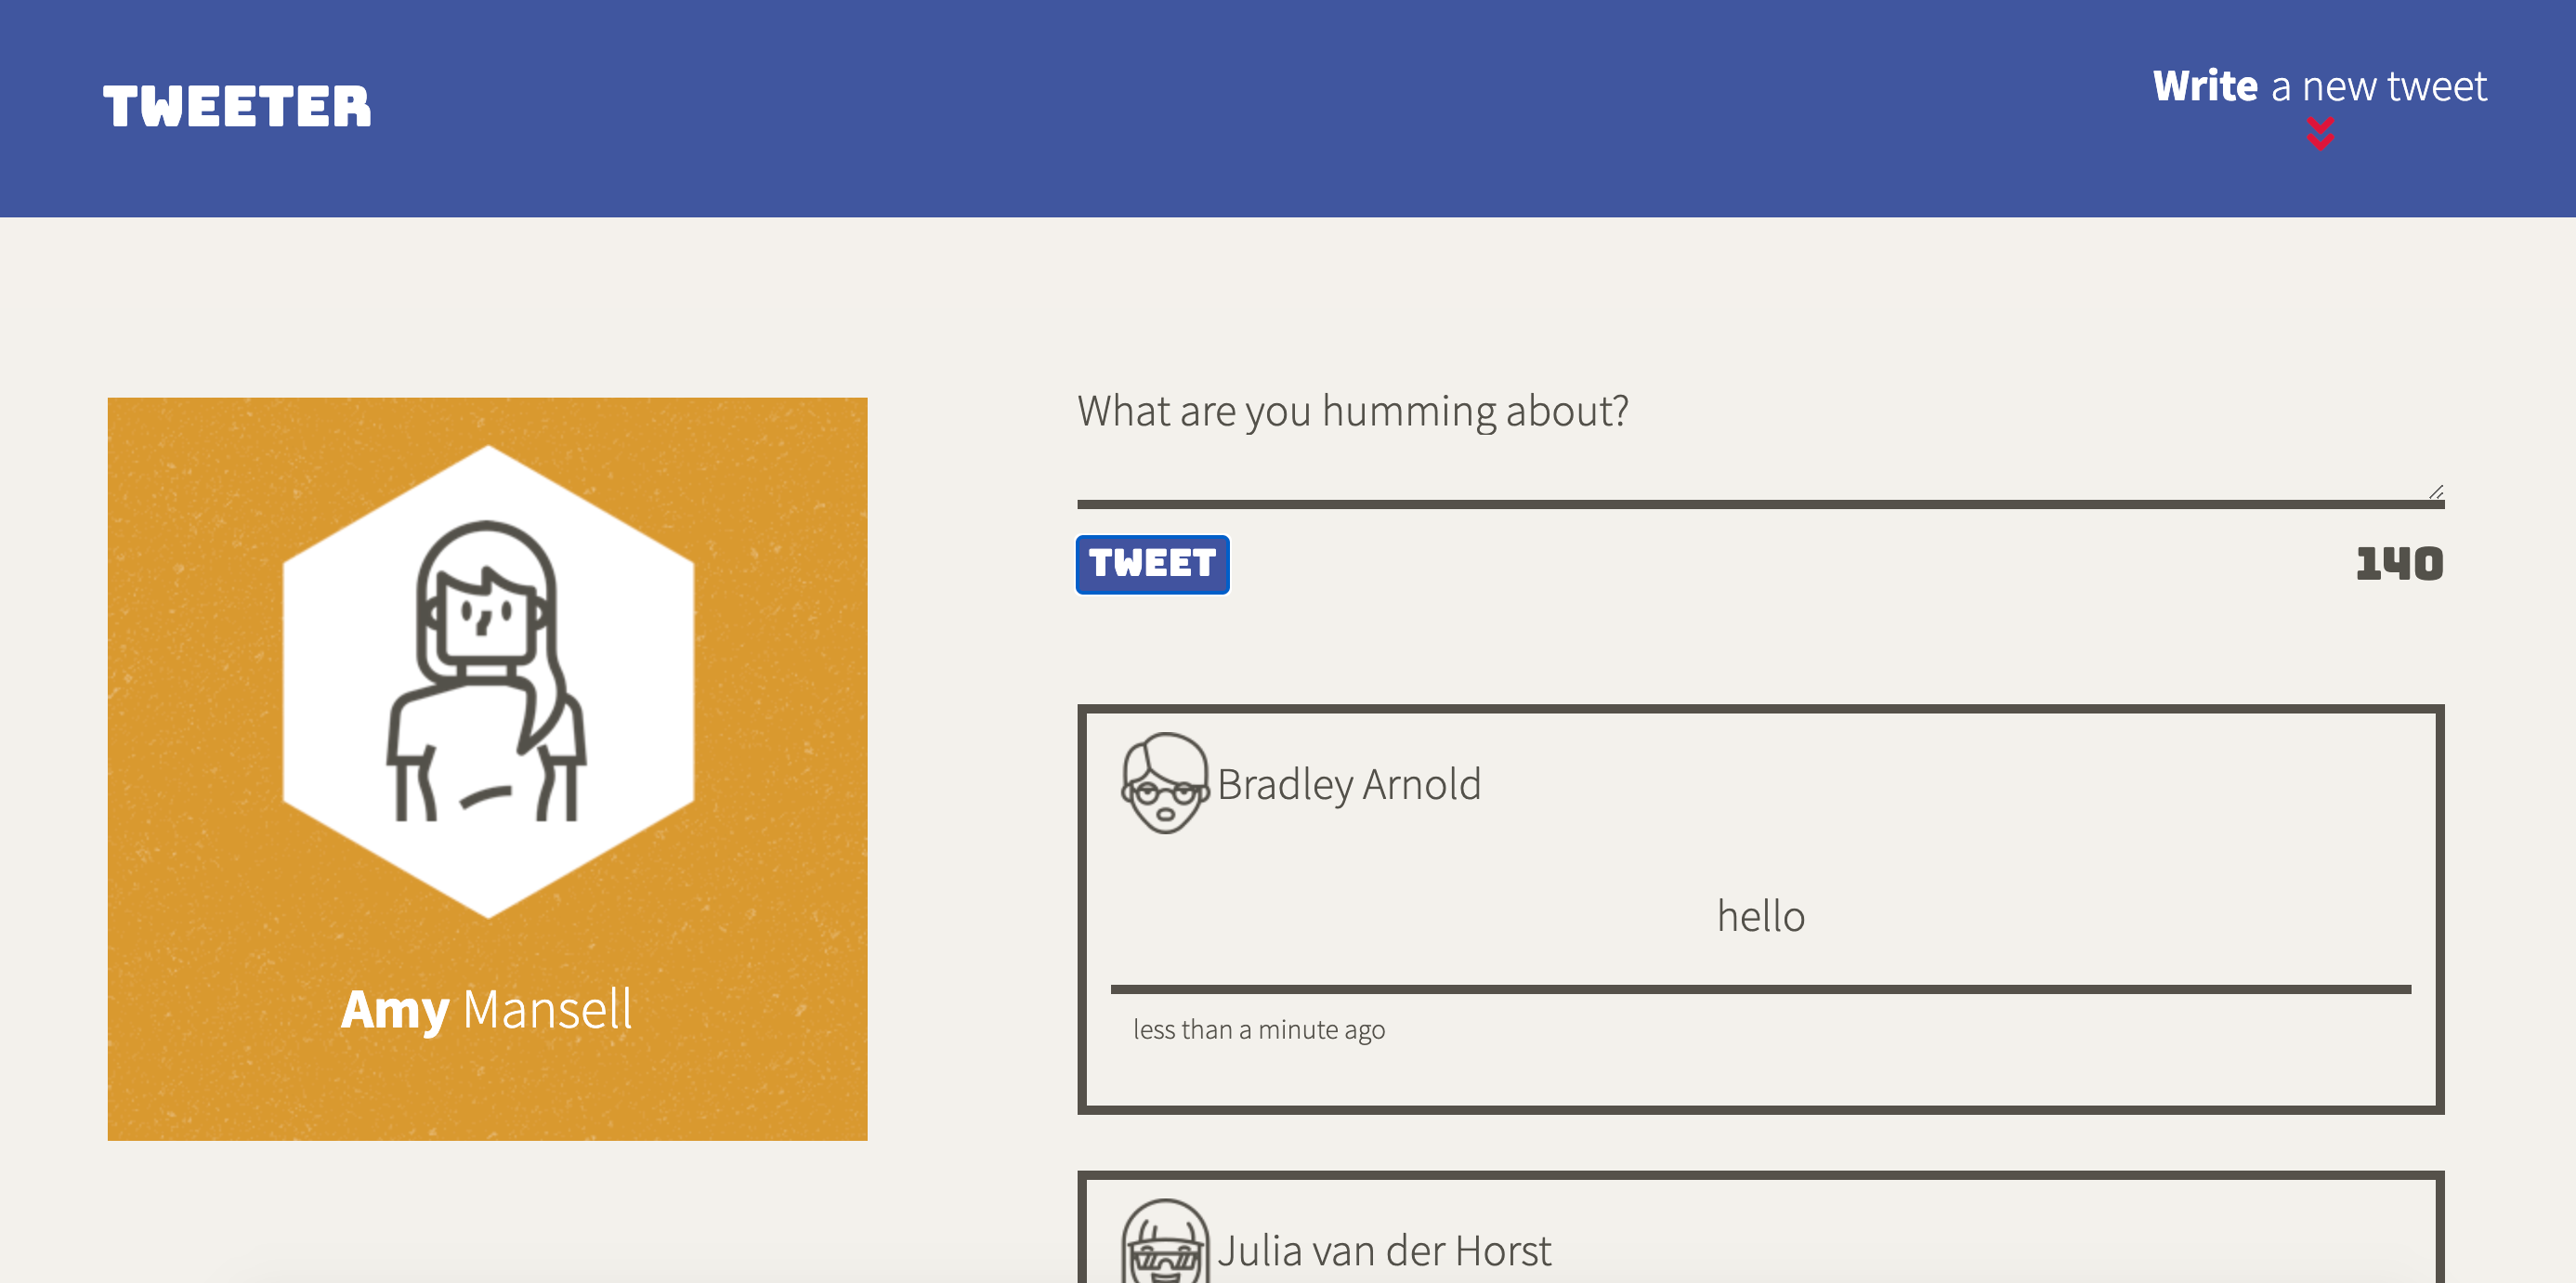 TWEETER
Write a new tweet
Amy Mansell
What are you humming about?
TWEET
140
Bradley Arnold
hello
less than a minute ago
Julia van der Horst